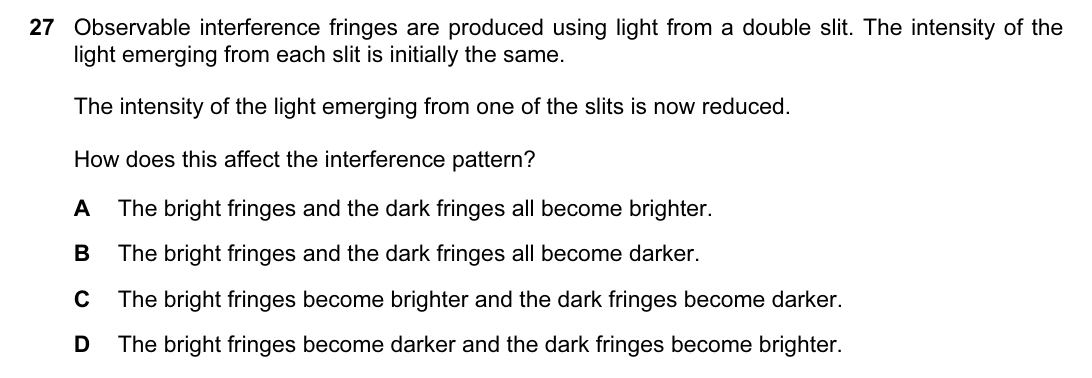 27 Observable interference fringes are produced using light from a double slit. The intensity of the
light emerging from each slit is initially the same.
The intensity of the light emerging from one of the slits is now reduced.
How does this affect the interference pattern?
A The bright fringes and the dark fringes all become brighter.
B The bright fringes and the dark fringes all become darker.
C The bright fringes become brighter and the dark fringes become darker.
D The bright fringes become darker and the dark fringes become brighter.